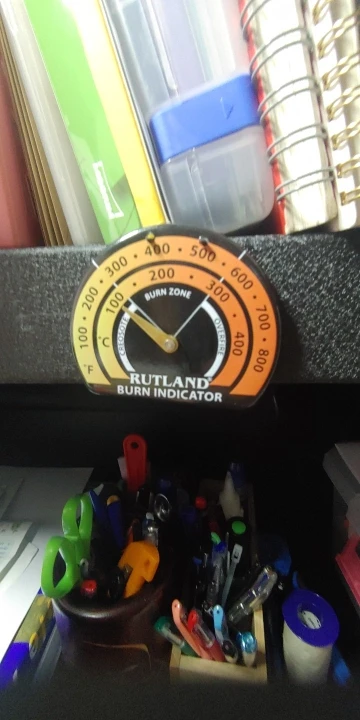 100 · 200 · 300 · 400 · 500 · 600 · 700 · 800
°F
100 200 300 400
°C
BURN ZONE
CREOSOTE
OVERFIRE
RUTLAND
BURN INDICATOR